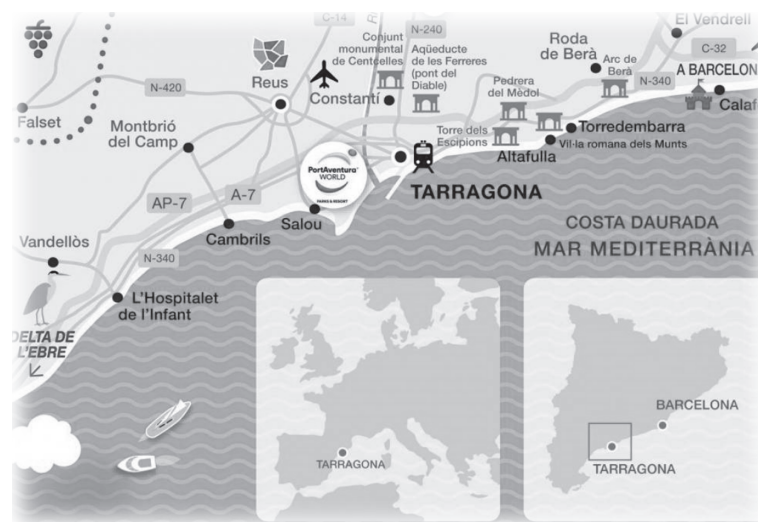 C-14
N-240
El Vendrell
Conjunt
monumental
de Centcelles
Aqüeducte
de les Ferreres
(pont del
Diable)
Roda
de Berà
Arc de
Berà
C-32
N-340
A BARCELON
Calaf
Reus
N-420
Constantí
Pedrera
del Mèdol
Falset
Montbrió
del Camp
Torre dels
Escipions
Torredembarra
Altafulla
Vil·la romana dels Munts
PortAventura
WORLD
PARKS & RESORT
TARRAGONA
AP-7
A-7
Salou
Cambrils
COSTA DAURADA
MAR MEDITERRÀNIA
Vandellòs
N-340
L'Hospitalet
de l'Infant
DELTA DE
L'EBRE
TARRAGONA
BARCELONA
TARRAGONA